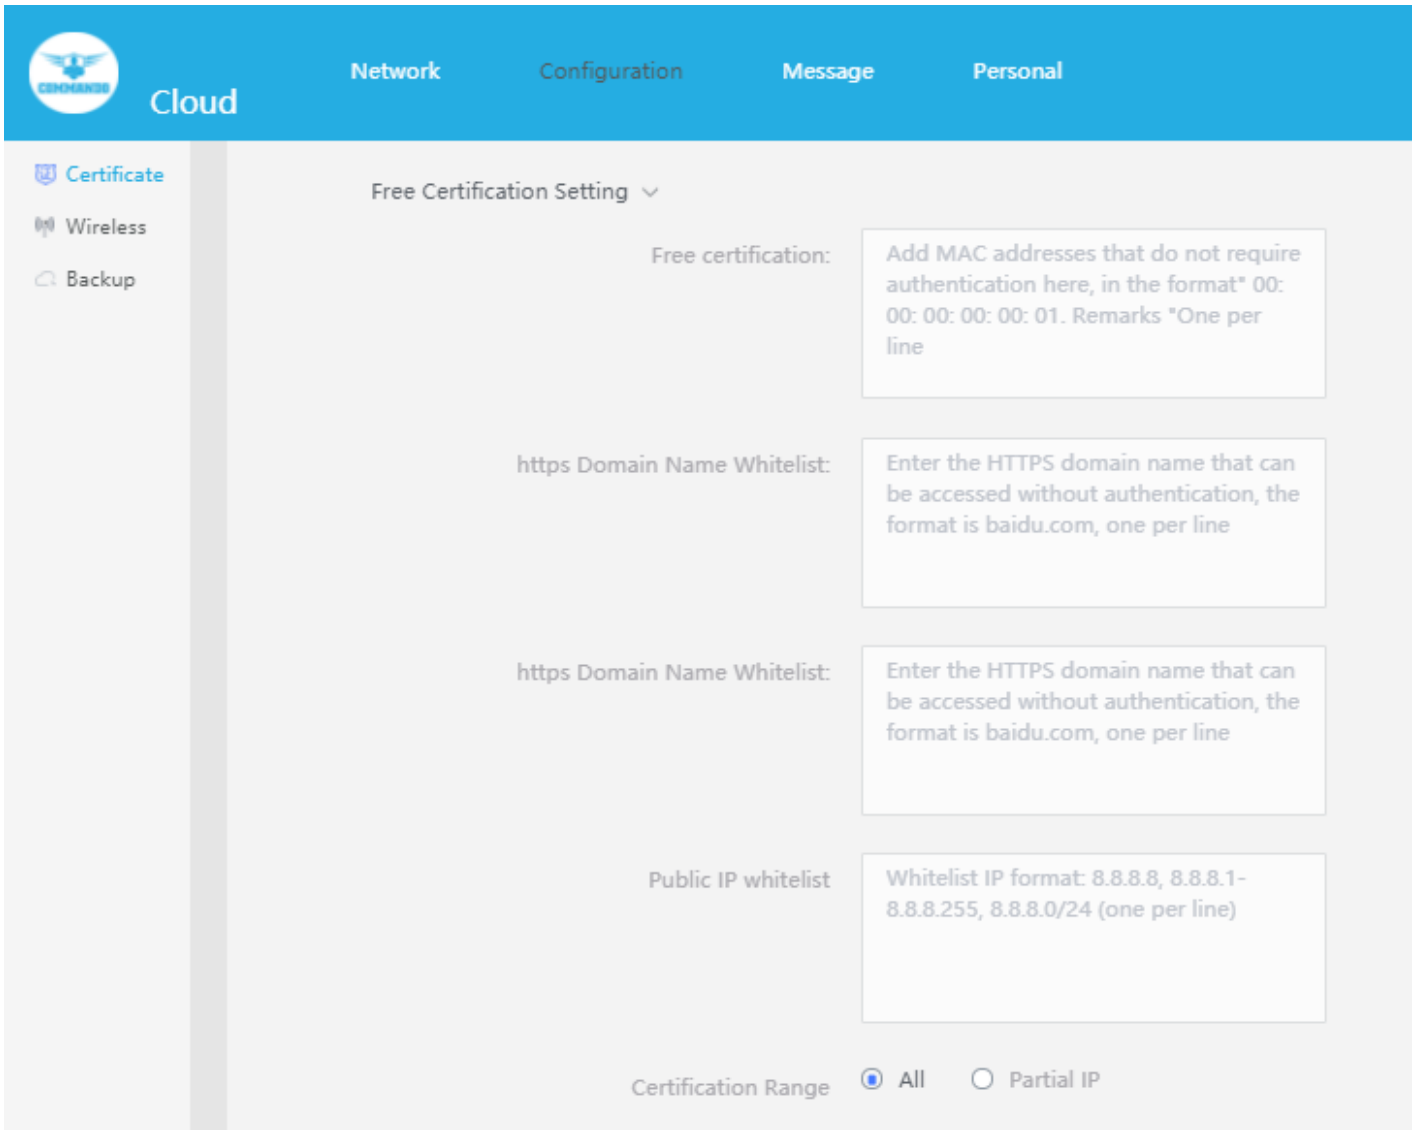 COMMANDO
Cloud
Network
Configuration
Message
Personal
Certificate
Wireless
Backup
Free Certification Setting
Free certification:
Add MAC addresses that do not require
authentication here, in the format" 00:
00: 00: 00: 00: 01. Remarks "One per
line
https Domain Name Whitelist:
Enter the HTTPS domain name that can
be accessed without authentication, the
format is baidu.com, one per line
https Domain Name Whitelist:
Enter the HTTPS domain name that can
be accessed without authentication, the
format is baidu.com, one per line
Public IP whitelist
Whitelist IP format: 8.8.8.8, 8.8.8.1-
8.8.8.255, 8.8.8.0/24 (one per line)
Certification Range
All
Partial IP